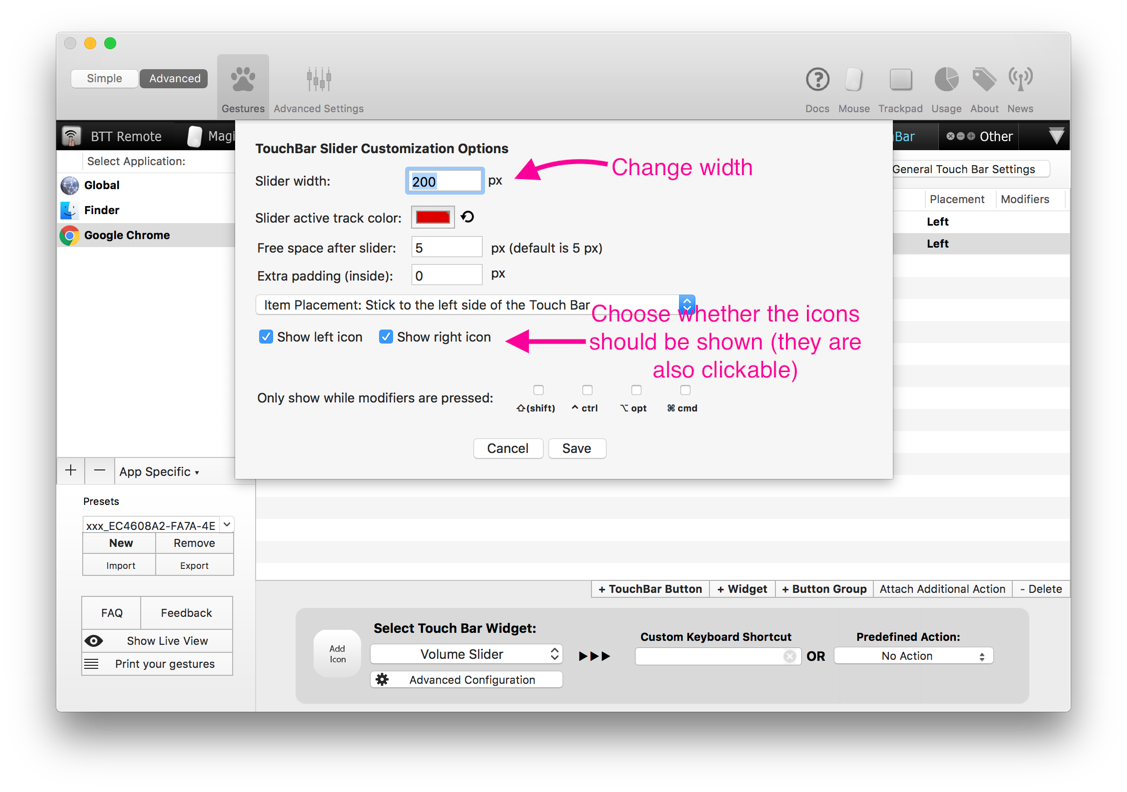 Simple
Advanced
Gestures
Advanced Settings
Docs
Mouse
Trackpad
Usage
About
News
BTT Remote
Magi
Bar
Other
Select Application:
Global
Finder
Google Chrome
General Touch Bar Settings
Placement
Modifiers
Left
Left
TouchBar Slider Customization Options
Slider width:
200
px
Change width
Slider active track color:
Free space after slider:
5
px (default is 5 px)
Extra padding (inside):
0
px
Item Placement: Stick to the left side of the Touch Bar
Choose whether the icons
should be shown (they are
also clickable)
Show left icon
Show right icon
Only show while modifiers are pressed:
⇧(shift)
^ ctrl
⌥ opt
⌘ cmd
Cancel
Save
+
−
App Specific ▾
Presets
xxx_EC4608A2-FA7A-4E
New
Remove
Import
Export
FAQ
Feedback
Show Live View
Print your gestures
+ TouchBar Button
+ Widget
+ Button Group
Attach Additional Action
- Delete
Add
Icon
Select Touch Bar Widget:
Volume Slider
Advanced Configuration
▶▶▶
Custom Keyboard Shortcut
OR
Predefined Action:
No Action